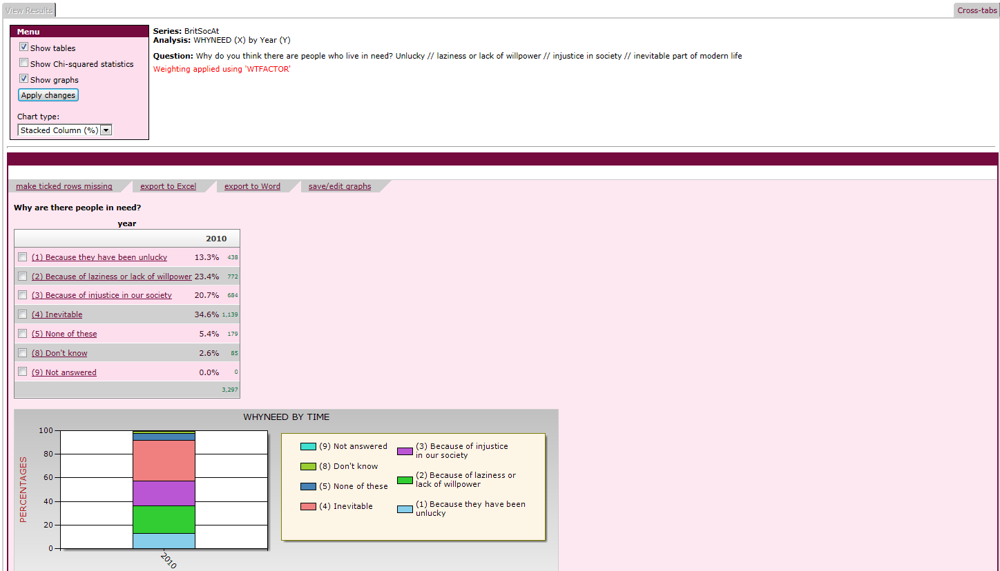 View Results
Cross-tabs
Menu
Show tables
Show Chi-squared statistics
Show graphs
Apply changes
Chart type:
Stacked Column (%)
Series: BritSocAt
Analysis: WHYNEED (X) by Year (Y)
Question: Why do you think there are people who live in need? Unlucky // laziness or lack of willpower // injustice in society // inevitable part of modern life
Weighting applied using 'WTFACTOR'
make ticked rows missing export to Excel export to Word save/edit graphs
Why are there people in need?
year
2010
(1) Because they have been unlucky 13.3% 438
(2) Because of laziness or lack of willpower 23.4% 772
(3) Because of injustice in our society 20.7% 684
(4) Inevitable 34.6% 1,139
(5) None of these 5.4% 179
(8) Don't know 2.6% 85
(9) Not answered 0.0% 0
3,297
WHYNEED BY TIME
PERCENTAGES
100
80
60
40
20
0
2010
(9) Not answered
(8) Don't know
(5) None of these
(4) Inevitable
(3) Because of injustice
in our society
(2) Because of laziness or
lack of willpower
(1) Because they have been
unlucky